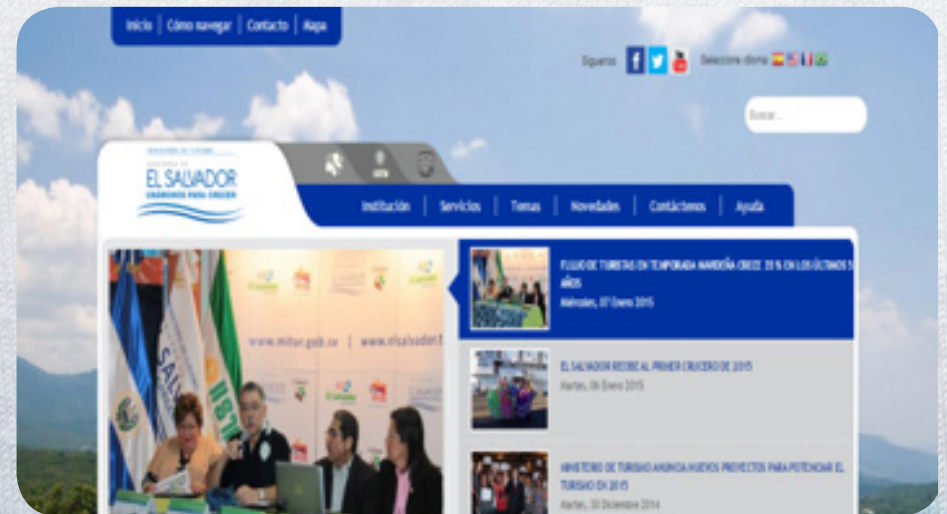 Inicio | Cómo navegar | Contacto | Mapa
Síguenos
Seleccione idioma
Buscar...
EL SALVADOR
UNÁMONOS PARA CRECER
Institución | Servicios | Temas | Novedades | Contáctenos | Ayuda
FLUJO DE TURISTAS EN TEMPORADA NAVIDEÑA CRECE 35 % EN LOS ÚLTIMOS 5
AÑOS
Miércoles, 07 Enero 2015
www.mitur.gob.sv | www.elsalvador.t
EL SALVADOR RECIBE AL PRIMER CRUCERO DE 2015
Martes, 06 Enero 2015
MINISTERIO DE TURISMO ANUNCIA NUEVOS PROYECTOS PARA POTENCIAR EL
TURISMO EN 2015
Martes, 30 Diciembre 2014